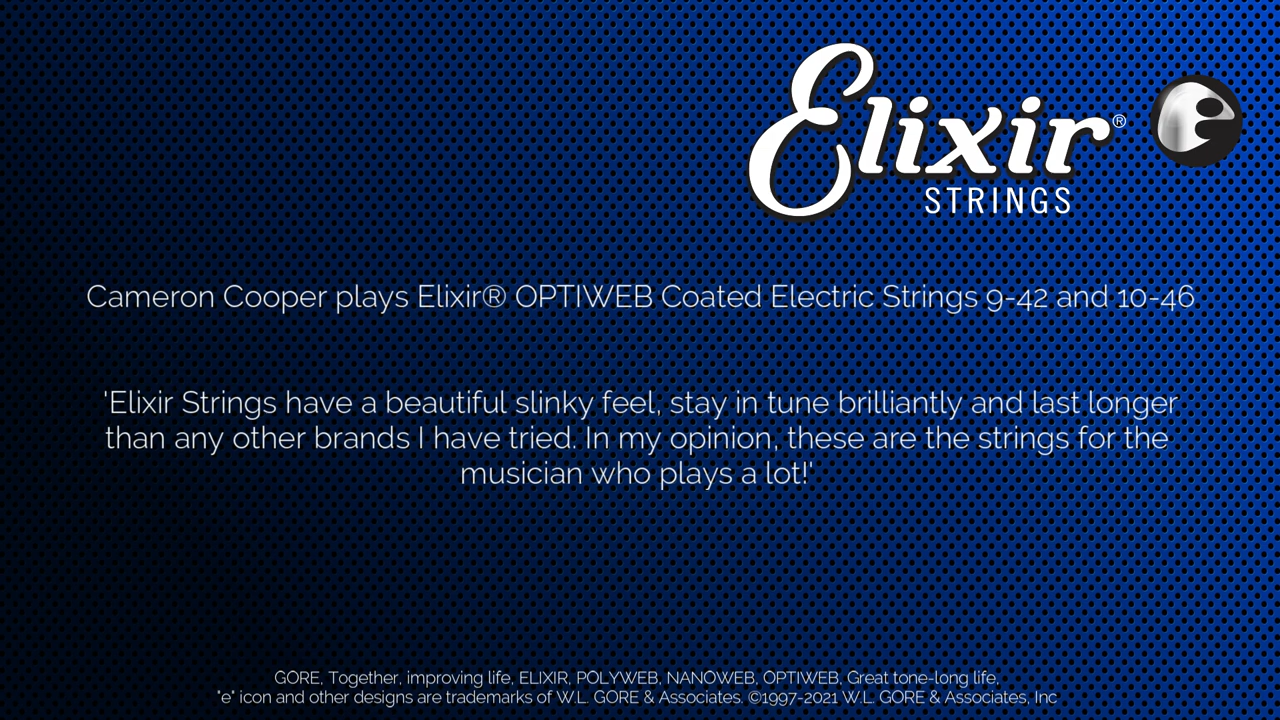 Elixir®
STRINGS
e
Cameron Cooper plays Elixir® OPTIWEB Coated Electric Strings 9-42 and 10-46
'Elixir Strings have a beautiful slinky feel, stay in tune brilliantly and last longer
than any other brands I have tried. In my opinion, these are the strings for the
musician who plays a lot!'
GORE, Together, improving life, ELIXIR, POLYWEB, NANOWEB, OPTIWEB, Great tone-long life,
"e" icon and other designs are trademarks of W.L. GORE & Associates. ©1997-2021 W.L. GORE & Associates, Inc